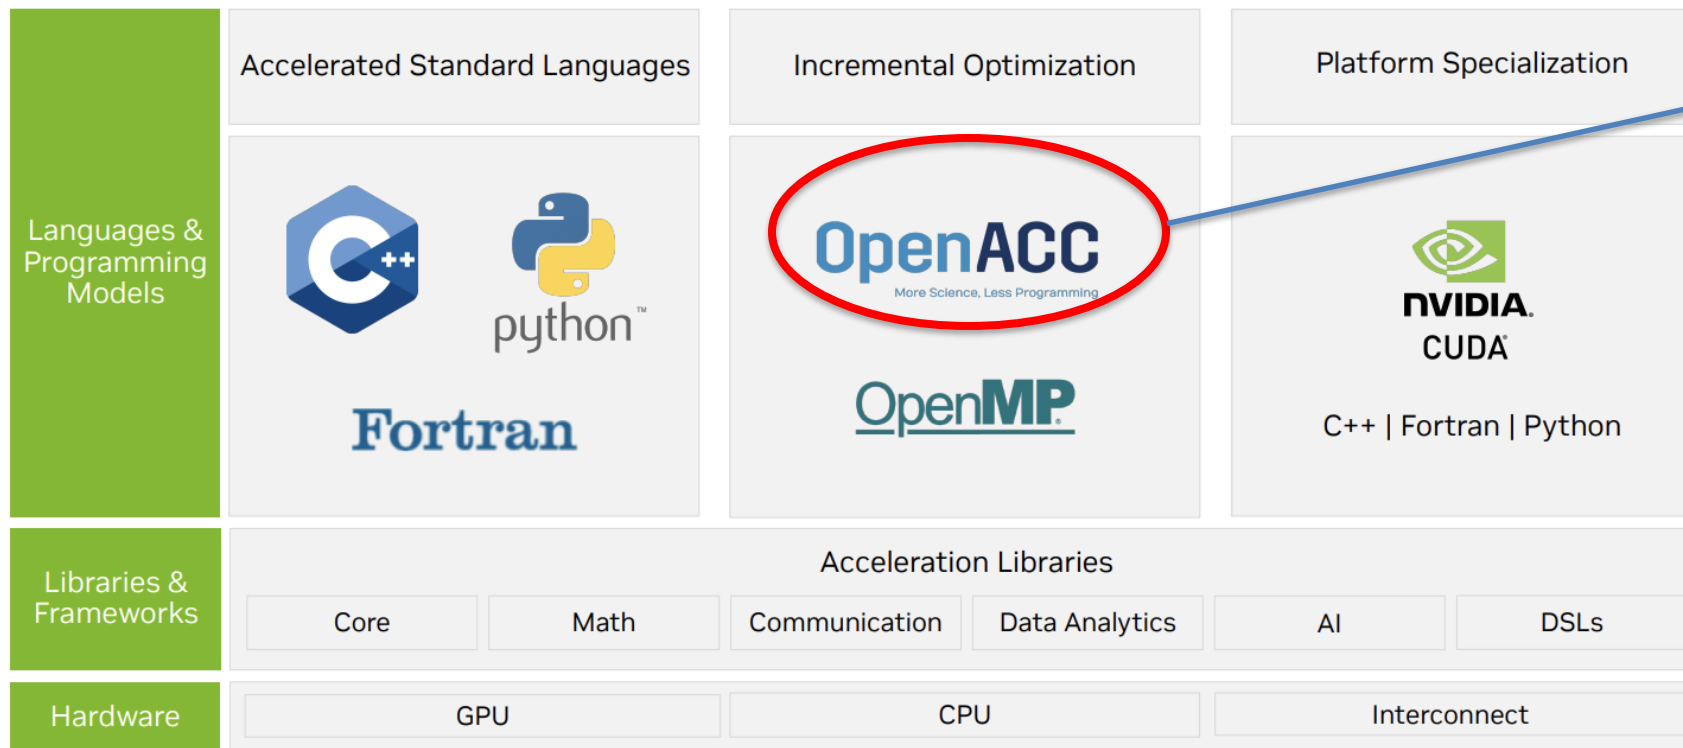 Accelerated Standard Languages
Incremental Optimization
Platform Specialization
Languages &
Programming
Models
C++
python™
Fortran
OpenACC
More Science, Less Programming
OpenMP®
NVIDIA®
CUDA®
C++ | Fortran | Python
Libraries &
Frameworks
Acceleration Libraries
Core
Math
Communication
Data Analytics
AI
DSLs
Hardware
GPU
CPU
Interconnect